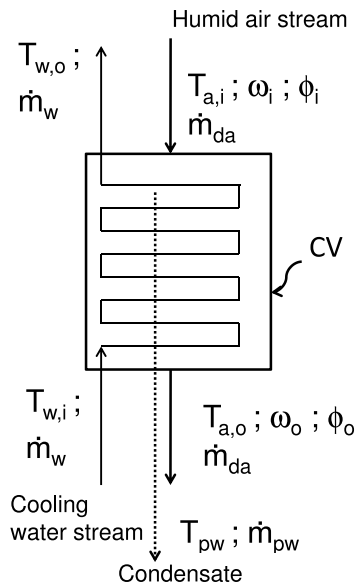 Humid air stream
T_w,o ;
ṁ_w
T_a,i ; ω_i ; ϕ_i
ṁ_da
CV
T_w,i ;
ṁ_w
T_a,o ; ω_o ; ϕ_o
ṁ_da
Cooling
water stream
T_pw ; ṁ_pw
Condensate